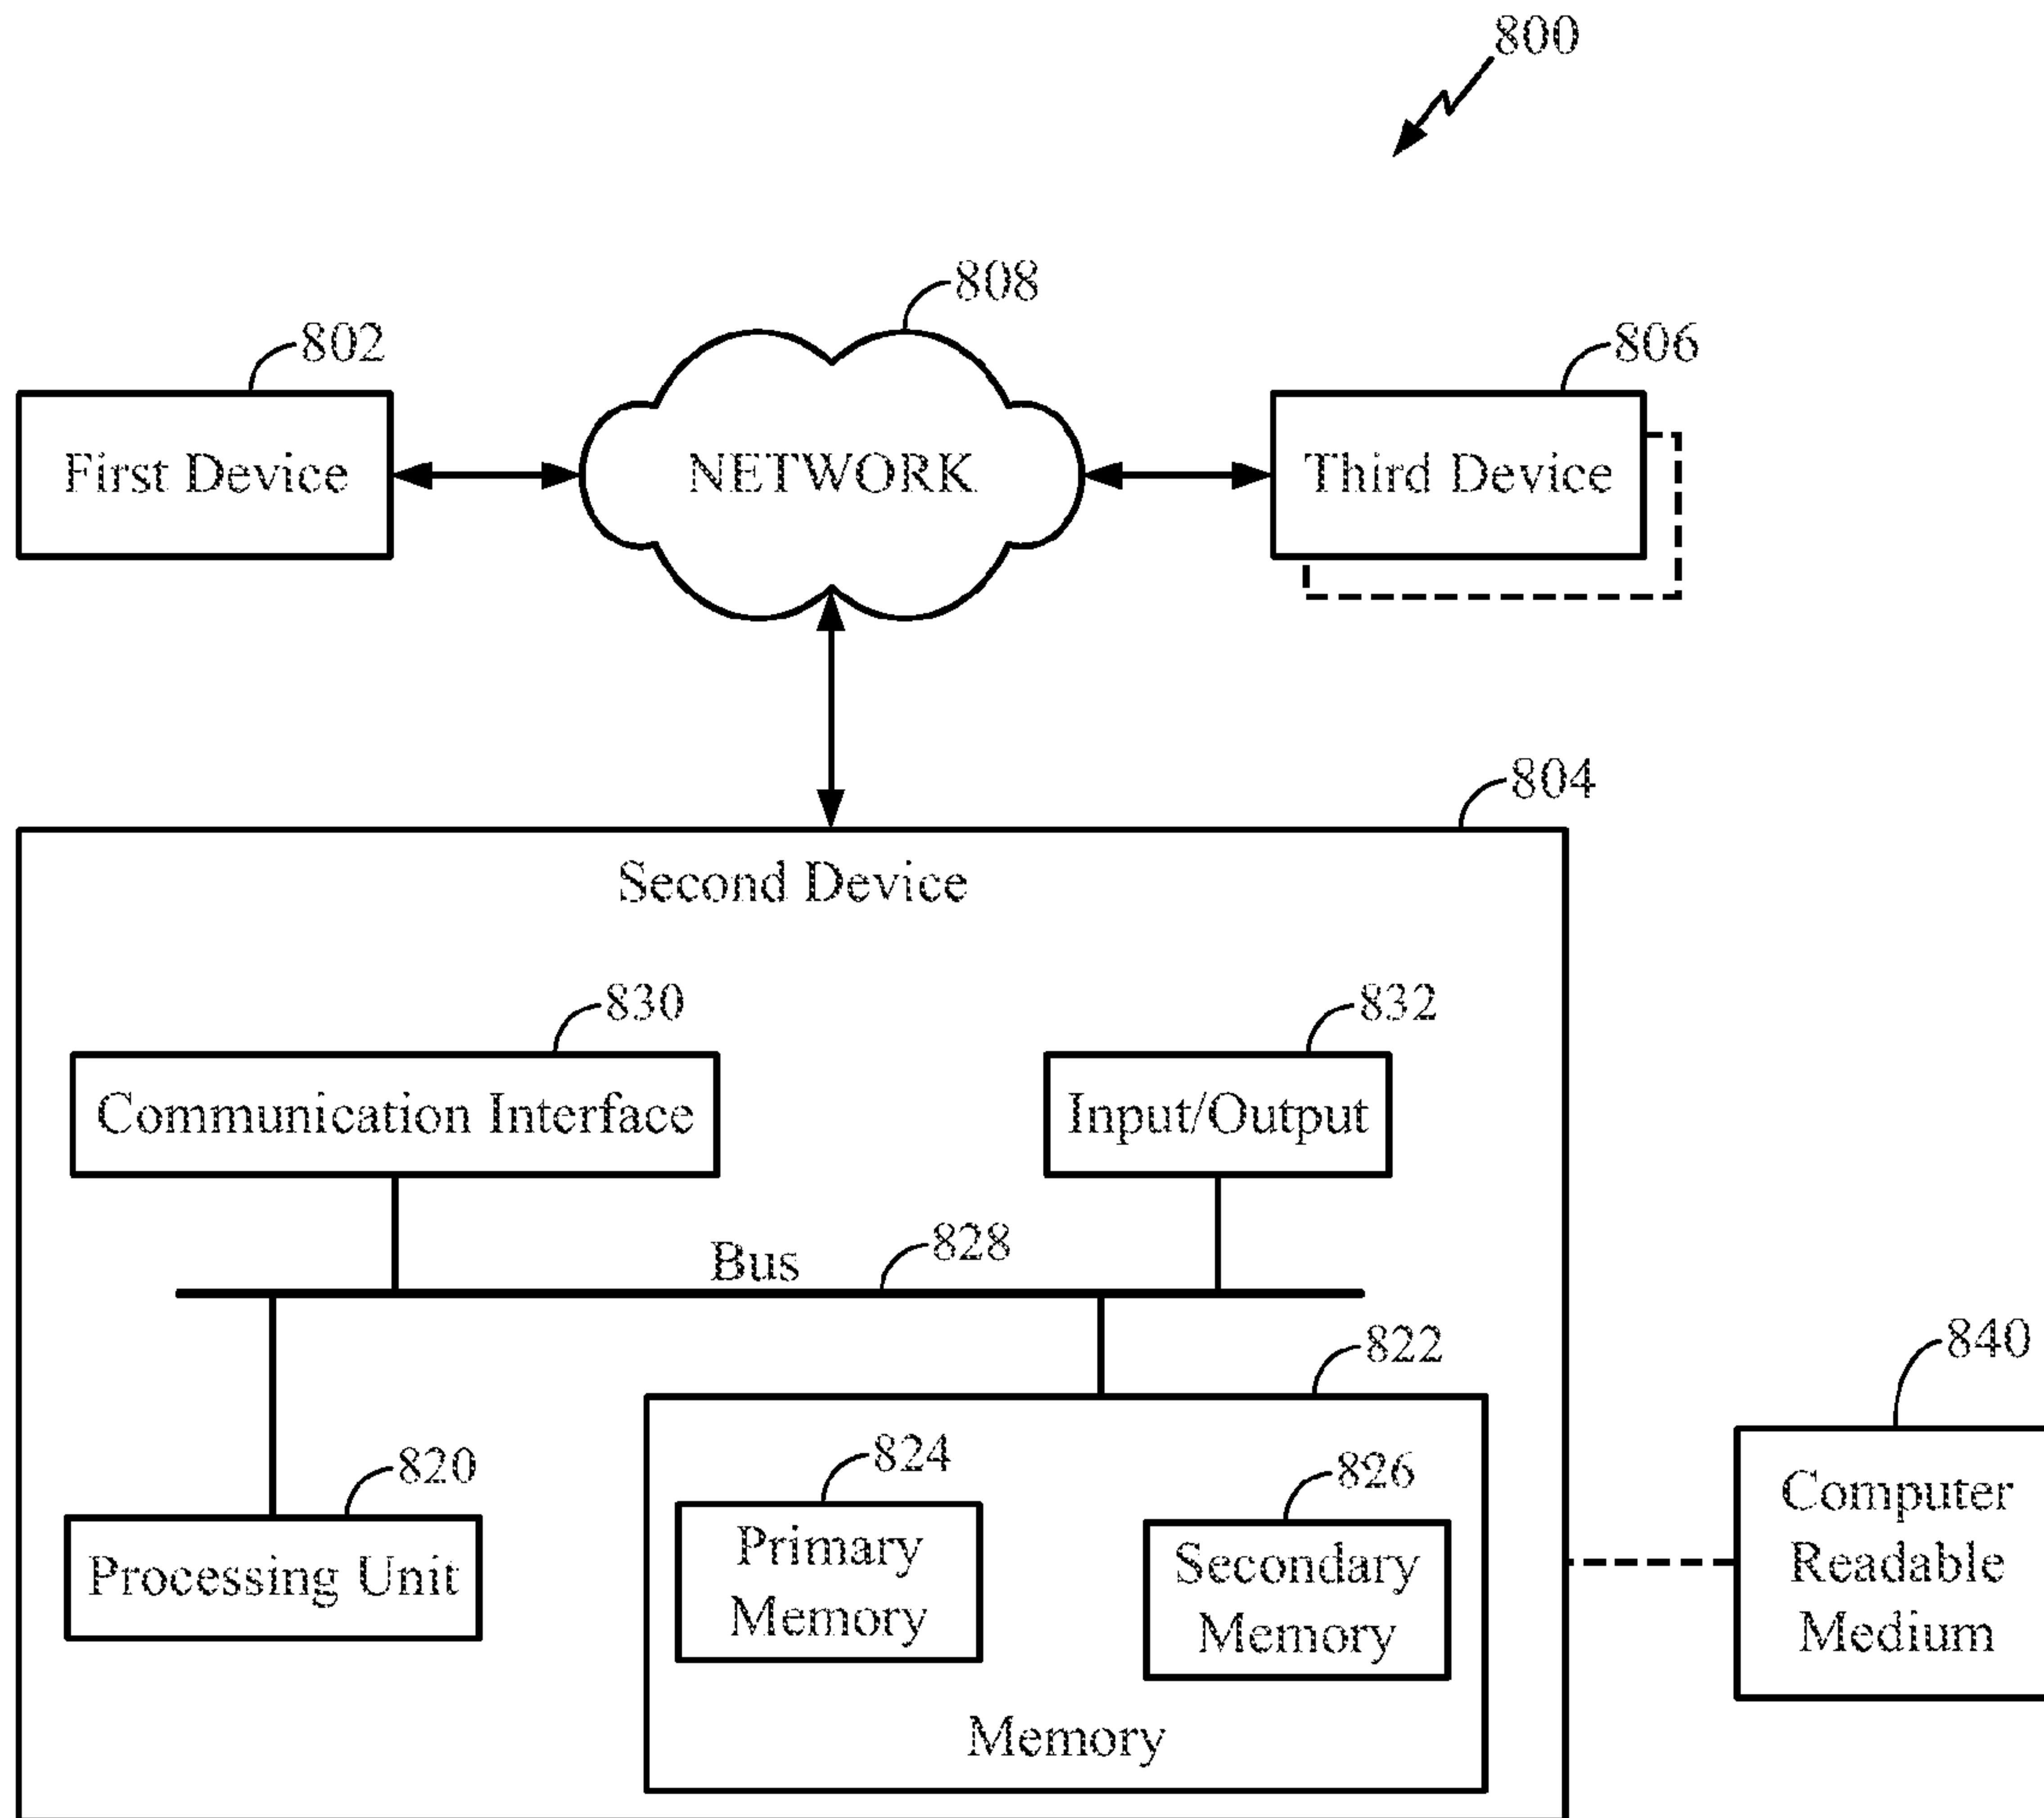 800
808
802
806
First Device
NETWORK
Third Device
804
Second Device
830
832
Communication Interface
Input/Output
Bus
828
822
840
824
826
820
Primary
Memory
Secondary
Memory
Processing Unit
Computer
Readable
Medium
Memory